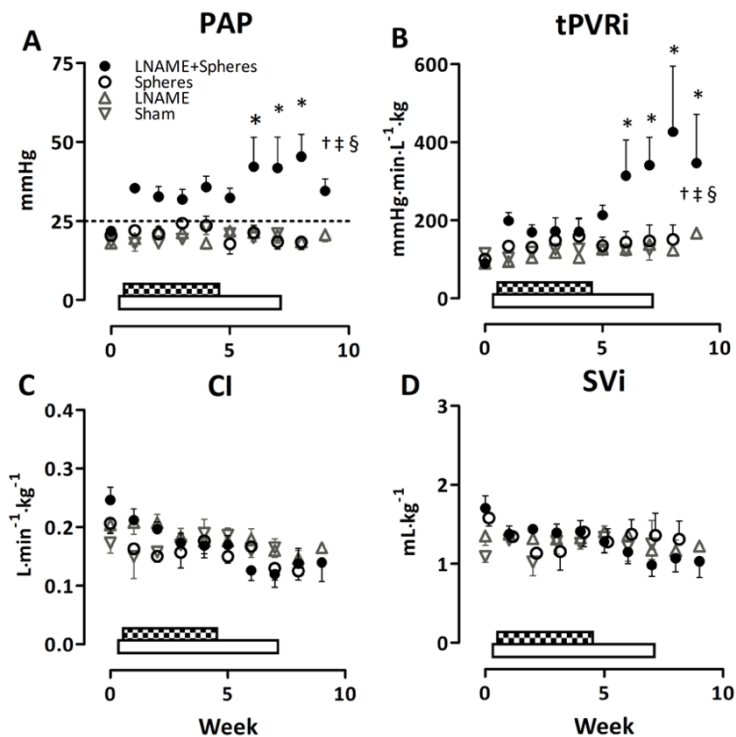 A
PAP
mmHg
75
50
25
0
LNAME+Spheres
Spheres
LNAME
Sham
* * *
†‡§
0 5 10
B
tPVRi
mmHg·min·L⁻¹·kg
600
400
200
0
* * * *
†‡§
0 5 10
C
CI
L·min⁻¹·kg⁻¹
0.4
0.3
0.2
0.1
0.0
0 5 10
Week
D
SVi
mL·kg⁻¹
3
2
1
0
0 5 10
Week